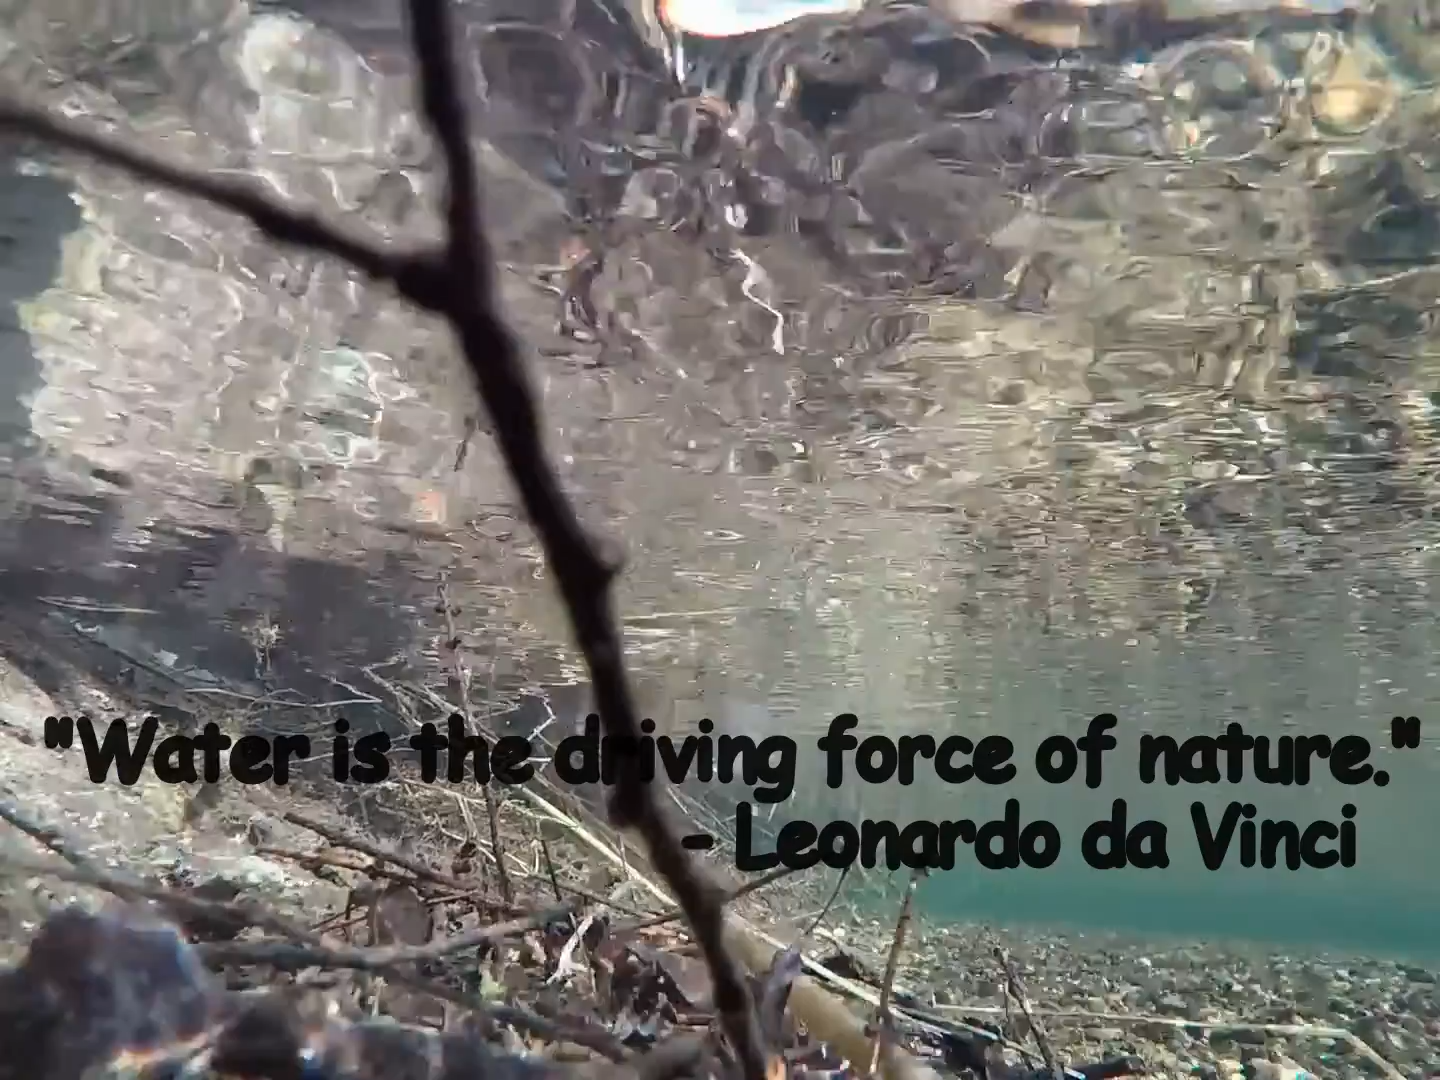 "Water is the driving force of nature."
- Leonardo da Vinci